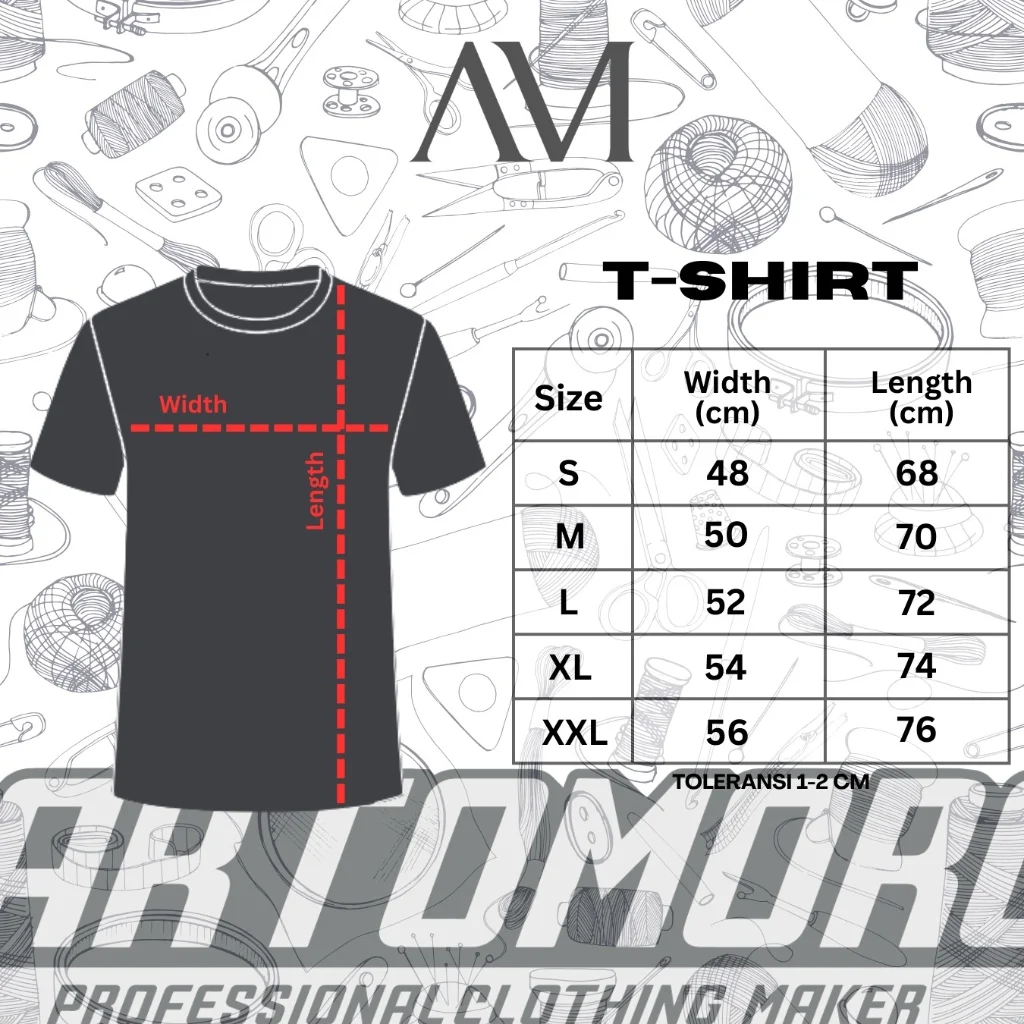 AM
T-SHIRT
Width
Length
Size Width (cm) Length (cm)
S 48 68
M 50 70
L 52 72
XL 54 74
XXL 56 76
TOLERANSI 1-2 CM
ARTOMORO
PROFESSIONAL CLOTHING MAKER